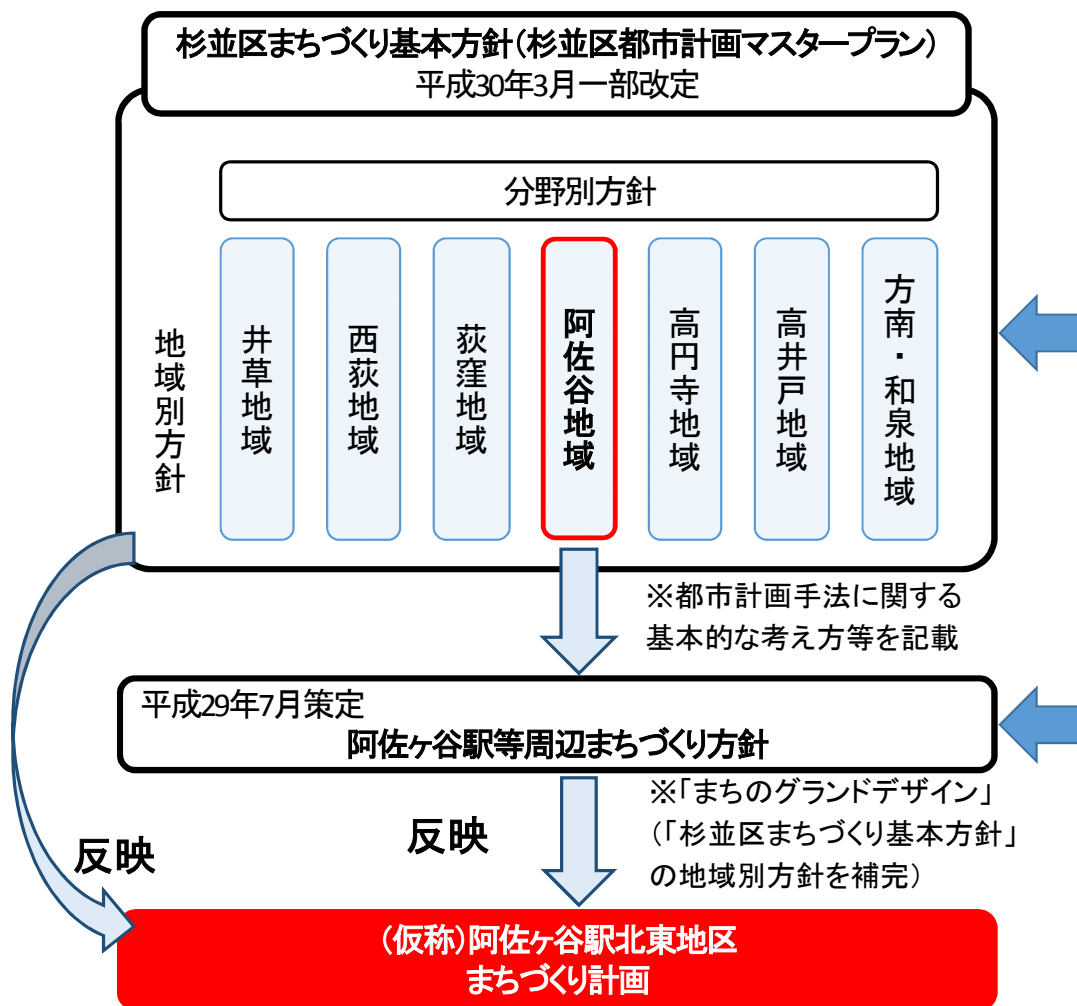 杉並区まちづくり基本方針(杉並区都市計画マスタープラン)
平成30年3月一部改定
分野別方針
地域別方針
井草地域
西荻地域
荻窪地域
阿佐谷地域
高円寺地域
高井戸地域
方南・和泉地域
※都市計画手法に関する
基本的な考え方等を記載
平成29年7月策定
阿佐ヶ谷駅等周辺まちづくり方針
※「まちのグランドデザイン」
(「杉並区まちづくり基本方針」
の地域別方針を補完)
反映
反映
(仮称)阿佐ヶ谷駅北東地区
まちづくり計画